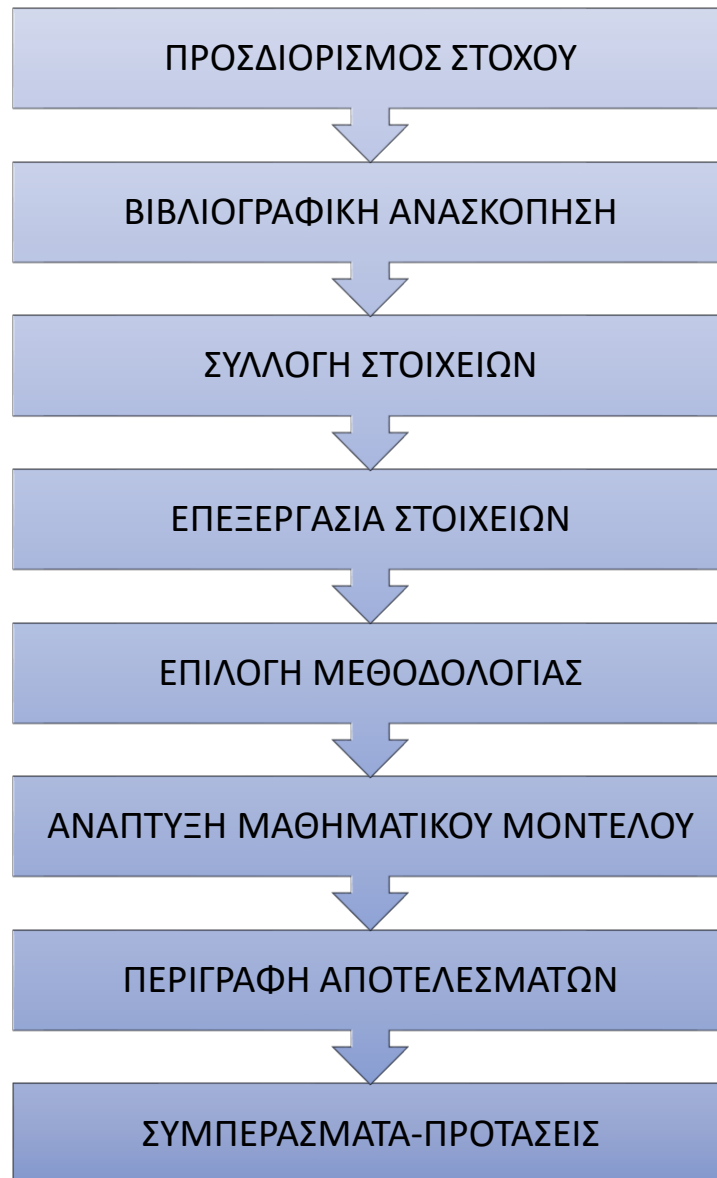 ΠΡΟΣΔΙΟΡΙΣΜΟΣ ΣΤΟΧΟΥ
ΒΙΒΛΙΟΓΡΑΦΙΚΗ ΑΝΑΣΚΟΠΗΣΗ
ΣΥΛΛΟΓΗ ΣΤΟΙΧΕΙΩΝ
ΕΠΕΞΕΡΓΑΣΙΑ ΣΤΟΙΧΕΙΩΝ
ΕΠΙΛΟΓΗ ΜΕΘΟΔΟΛΟΓΙΑΣ
ΑΝΑΠΤΥΞΗ ΜΑΘΗΜΑΤΙΚΟΥ ΜΟΝΤΕΛΟΥ
ΠΕΡΙΓΡΑΦΗ ΑΠΟΤΕΛΕΣΜΑΤΩΝ
ΣΥΜΠΕΡΑΣΜΑΤΑ-ΠΡΟΤΑΣΕΙΣ